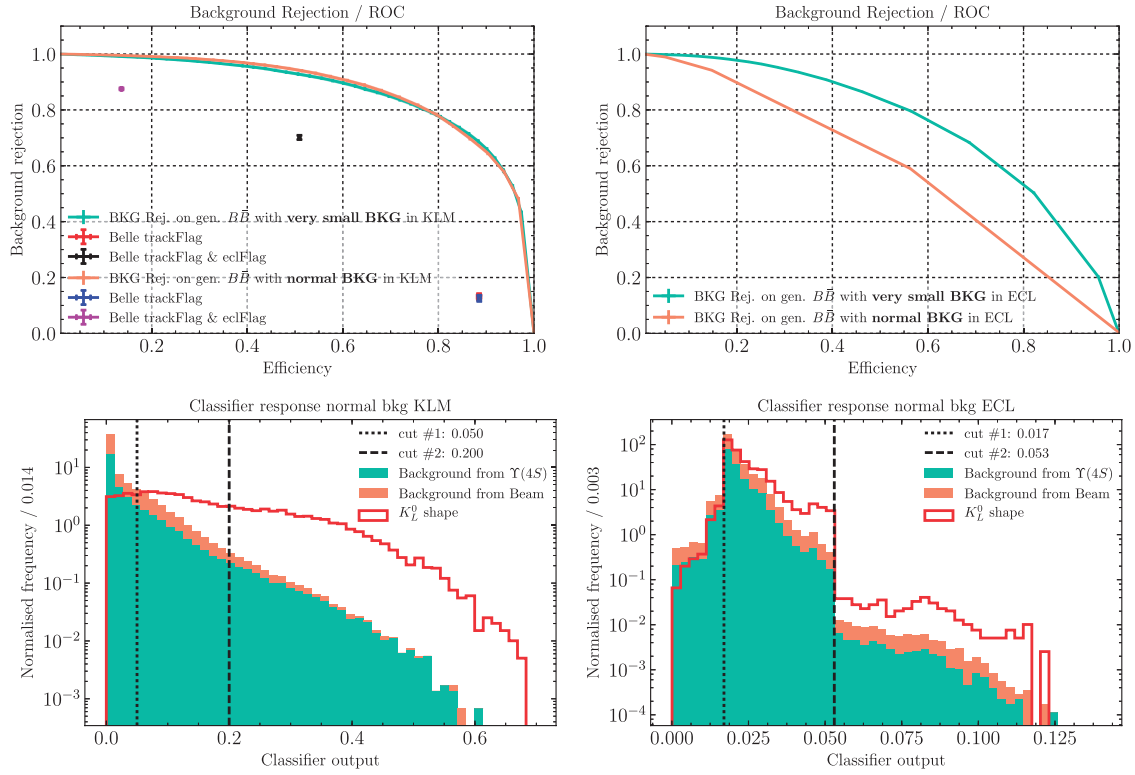 Background Rejection / ROC
Background rejection
1.0
0.8
0.6
0.4
0.2
0.0
BKG Rej. on gen. BB̄ with very small BKG in KLM
Belle trackFlag
Belle trackFlag & eclFlag
BKG Rej. on gen. BB̄ with normal BKG in KLM
Belle trackFlag
Belle trackFlag & eclFlag
0.2 0.4 0.6 0.8 1.0
Efficiency
Background Rejection / ROC
Background rejection
1.0
0.8
0.6
0.4
0.2
0.0
BKG Rej. on gen. BB̄ with very small BKG in ECL
BKG Rej. on gen. BB̄ with normal BKG in ECL
0.2 0.4 0.6 0.8 1.0
Efficiency
Classifier response normal bkg KLM
Normalised frequency / 0.014
10¹
10⁰
10⁻¹
10⁻²
10⁻³
cut #1: 0.050
cut #2: 0.200
Background from ϒ(4S)
Background from Beam
K⁰_L shape
0.0 0.2 0.4 0.6
Classifier output
Classifier response normal bkg ECL
Normalised frequency / 0.003
10²
10¹
10⁰
10⁻¹
10⁻²
10⁻³
10⁻⁴
cut #1: 0.017
cut #2: 0.053
Background from ϒ(4S)
Background from Beam
K⁰_L shape
0.000 0.025 0.050 0.075 0.100 0.125
Classifier output